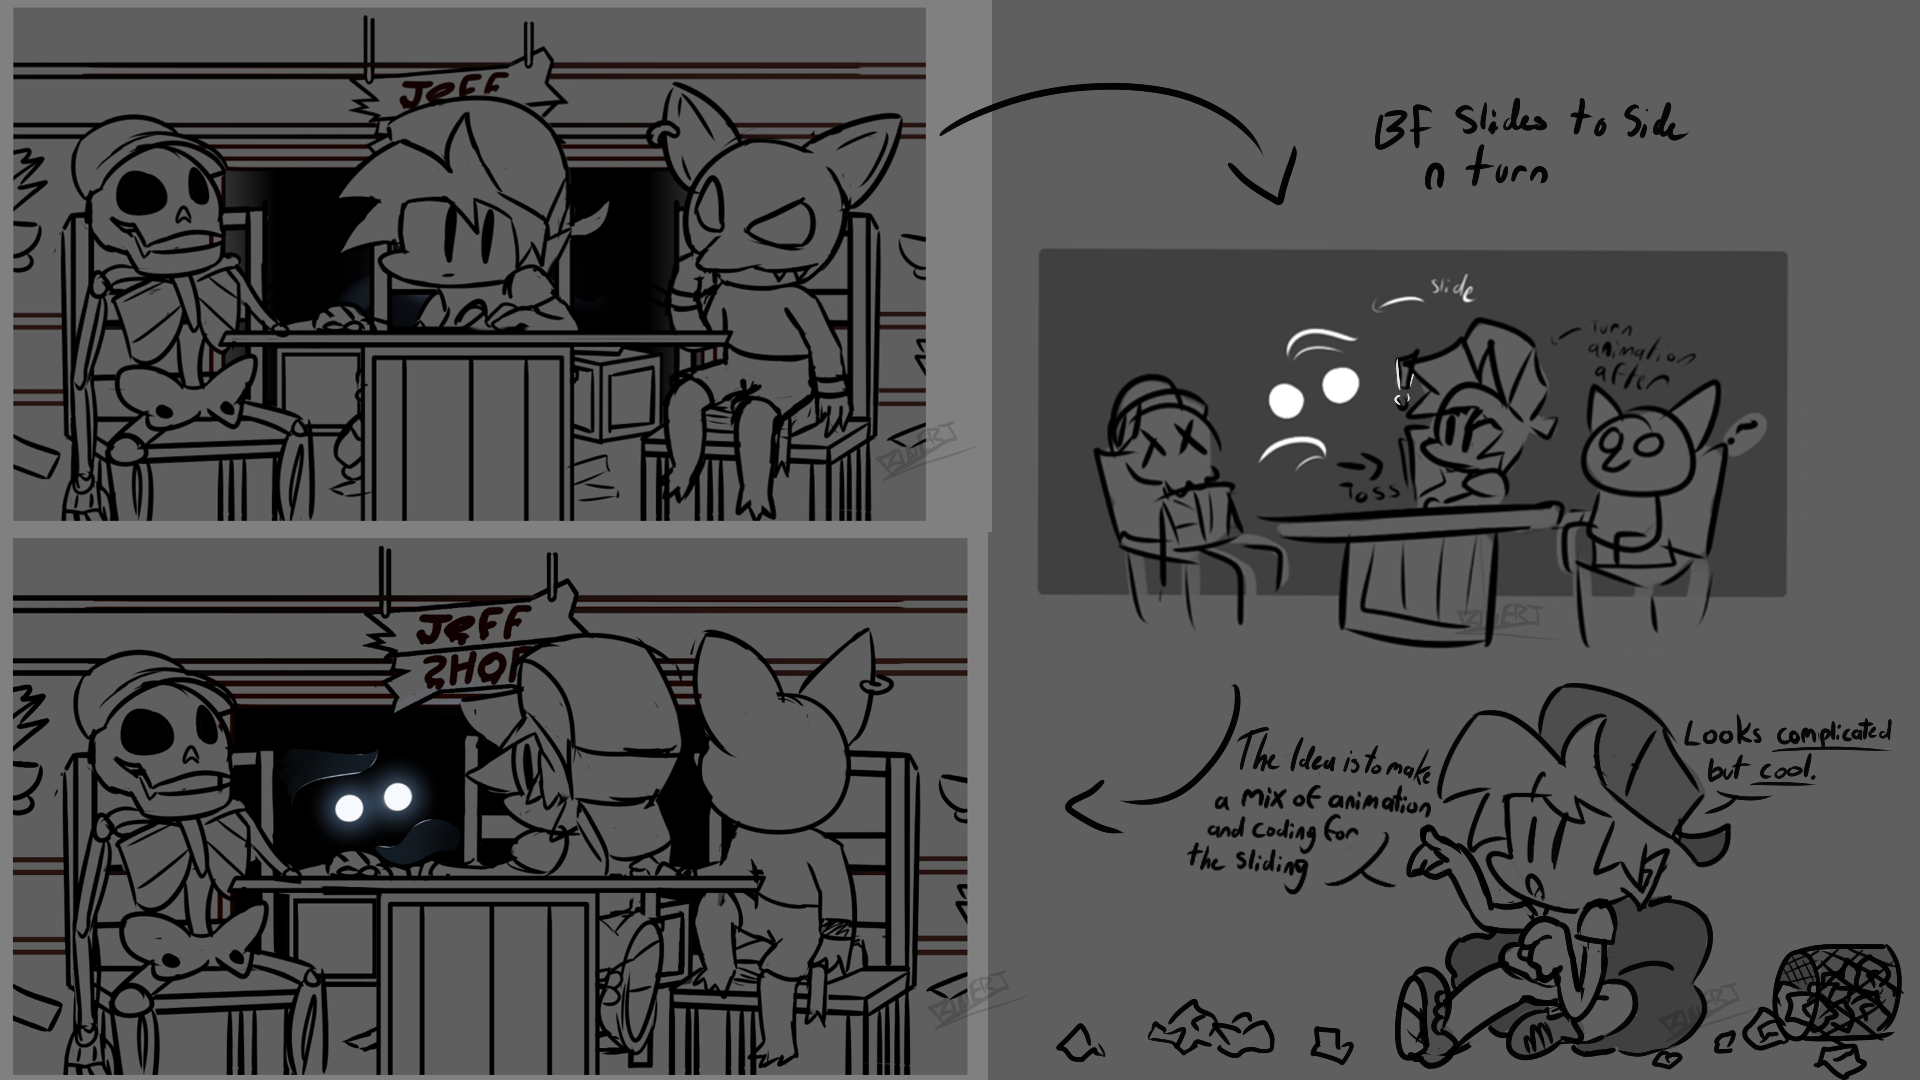 JEFF
BF Slides to Side
n turn
slide
turn
animation
after
!
?
Toss
JEFF
SHOP
The Idea is to make
a mix of animation
and coding for
the sliding
Looks complicated
but cool.